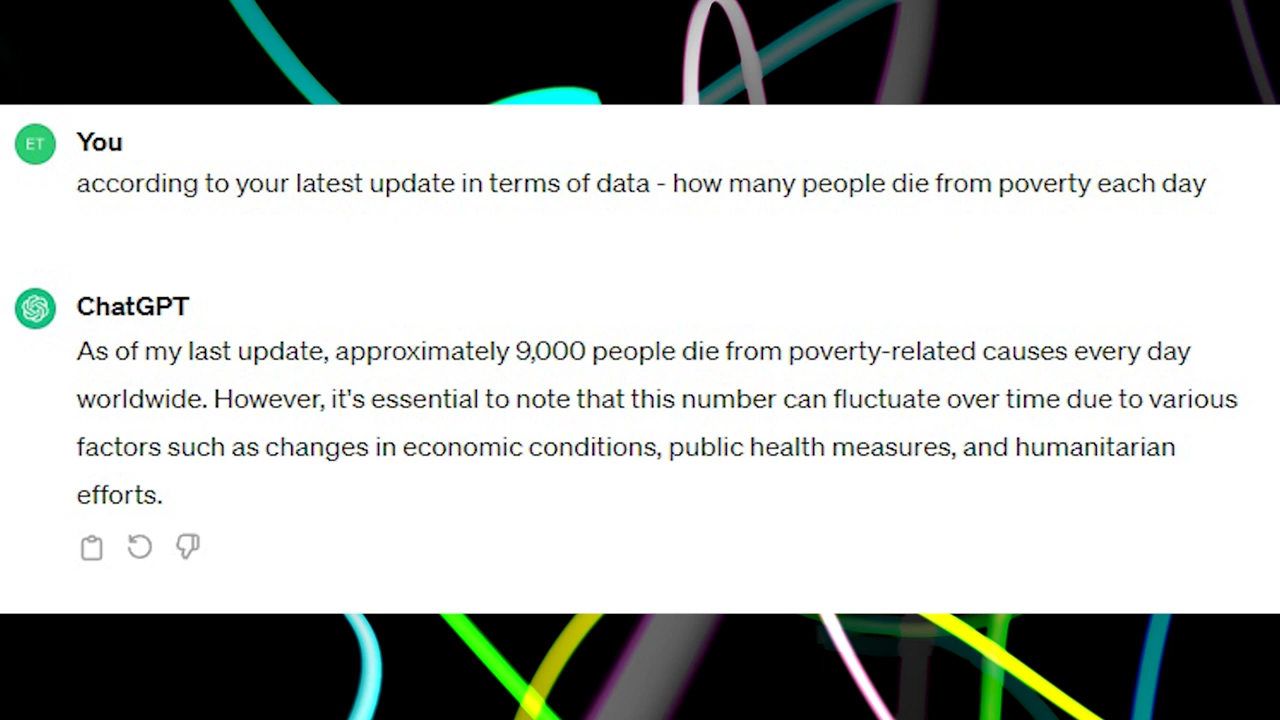 ET
You
according to your latest update in terms of data - how many people die from poverty each day
ChatGPT
As of my last update, approximately 9,000 people die from poverty-related causes every day
worldwide. However, it's essential to note that this number can fluctuate over time due to various
factors such as changes in economic conditions, public health measures, and humanitarian
efforts.